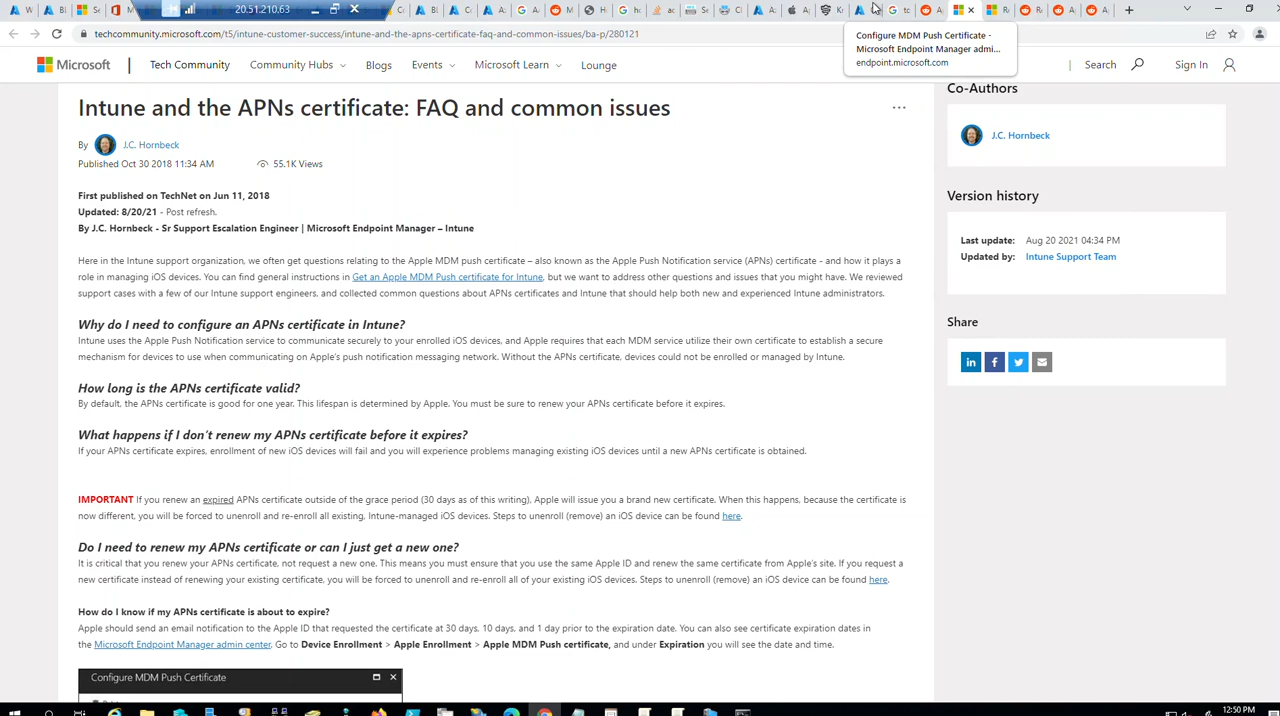 W
Bl
Se
M
20.51.210.63
Co
Az
Bl
Co
As
Ac
M
H
ho
ac
Se
Cl
Az
Ap
Ki
to
A
Ri
Re
Re
Ap
A
techcommunity.microsoft.com/t5/intune-customer-success/intune-and-the-apns-certificate-faq-and-common-issues/ba-p/280121
Configure MDM Push Certificate -
Microsoft Endpoint Manager admi...
endpoint.microsoft.com
Microsoft
Tech Community
Community Hubs
Blogs
Events
Microsoft Learn
Lounge
Search
Sign In
Intune and the APNs certificate: FAQ and common issues
By J.C. Hornbeck
Published Oct 30 2018 11:34 AM 55.1K Views
First published on TechNet on Jun 11, 2018
Updated: 8/20/21 - Post refresh.
By J.C. Hornbeck - Sr Support Escalation Engineer | Microsoft Endpoint Manager – Intune
Here in the Intune support organization, we often get questions relating to the Apple MDM push certificate – also known as the Apple Push Notification service (APNs) certificate - and how it plays a
role in managing iOS devices. You can find general instructions in Get an Apple MDM Push certificate for Intune, but we want to address other questions and issues that you might have. We reviewed
support cases with a few of our Intune support engineers, and collected common questions about APNs certificates and Intune that should help both new and experienced Intune administrators.
Why do I need to configure an APNs certificate in Intune?
Intune uses the Apple Push Notification service to communicate securely to your enrolled iOS devices, and Apple requires that each MDM service utilize their own certificate to establish a secure
mechanism for devices to use when communicating on Apple's push notification messaging network. Without the APNs certificate, devices could not be enrolled or managed by Intune.
How long is the APNs certificate valid?
By default, the APNs certificate is good for one year. This lifespan is determined by Apple. You must be sure to renew your APNs certificate before it expires.
What happens if I don't renew my APNs certificate before it expires?
If your APNs certificate expires, enrollment of new iOS devices will fail and you will experience problems managing existing iOS devices until a new APNs certificate is obtained.
IMPORTANT If you renew an expired APNs certificate outside of the grace period (30 days as of this writing), Apple will issue you a brand new certificate. When this happens, because the certificate is
now different, you will be forced to unenroll and re-enroll all existing, Intune-managed iOS devices. Steps to unenroll (remove) an iOS device can be found here.
Do I need to renew my APNs certificate or can I just get a new one?
It is critical that you renew your APNs certificate, not request a new one. This means you must ensure that you use the same Apple ID and renew the same certificate from Apple's site. If you request a
new certificate instead of renewing your existing certificate, you will be forced to unenroll and re-enroll all of your existing iOS devices. Steps to unenroll (remove) an iOS device can be found here.
How do I know if my APNs certificate is about to expire?
Apple should send an email notification to the Apple ID that requested the certificate at 30 days, 10 days, and 1 day prior to the expiration date. You can also see certificate expiration dates in
the Microsoft Endpoint Manager admin center. Go to Device Enrollment > Apple Enrollment > Apple MDM Push certificate, and under Expiration you will see the date and time.
Configure MDM Push Certificate
Co-Authors
J.C. Hornbeck
Version history
Last update: Aug 20 2021 04:34 PM
Updated by: Intune Support Team
Share
12:50 PM